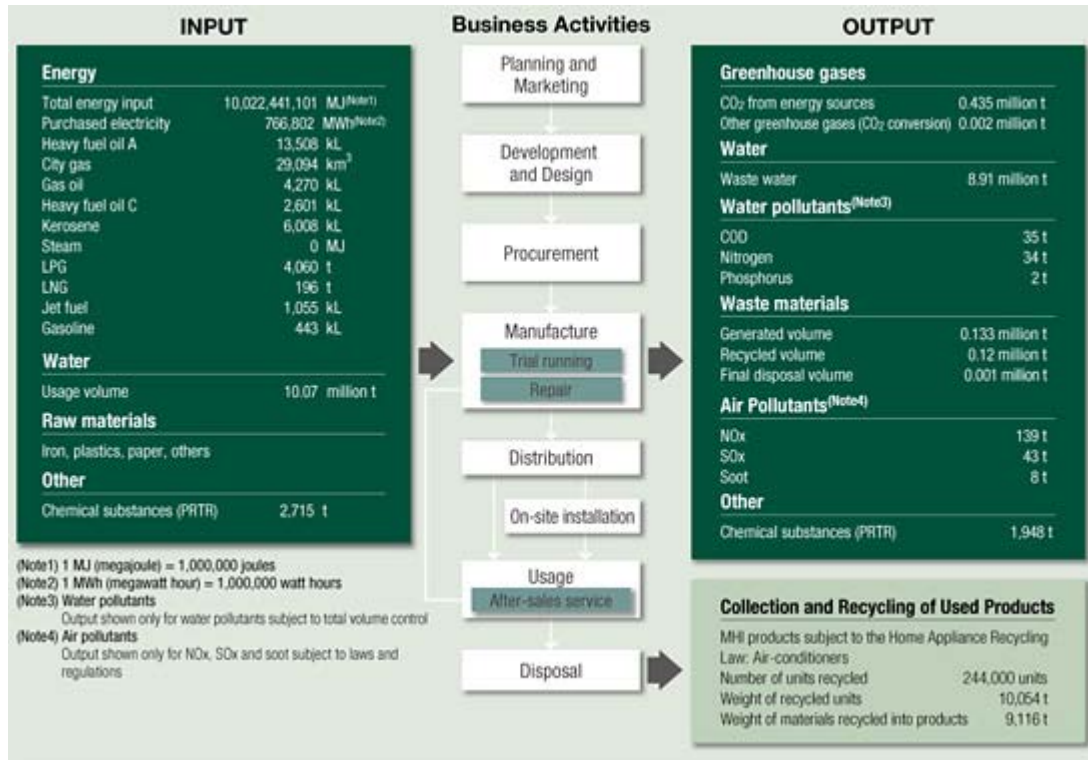 INPUT
Energy
Total energy input 10,022,441,101 MJ(Note1)
Purchased electricity 766,802 MWh(Note2)
Heavy fuel oil A 13,508 kL
City gas 29,094 km3
Gas oil 4,270 kL
Heavy fuel oil C 2,601 kL
Kerosene 6,008 kL
Steam 0 MJ
LPG 4,060 t
LNG 196 t
Jet fuel 1,055 kL
Gasoline 443 kL
Water
Usage volume 10.07 million t
Raw materials
Iron, plastics, paper, others
Other
Chemical substances (PRTR) 2,715 t
(Note1) 1 MJ (megajoule) = 1,000,000 joules
(Note2) 1 MWh (megawatt hour) = 1,000,000 watt hours
(Note3) Water pollutants
Output shown only for water pollutants subject to total volume control
(Note4) Air pollutants
Output shown only for NOx, SOx and soot subject to laws and
regulations
Business Activities
Planning and
Marketing
Development
and Design
Procurement
Manufacture
Trial running
Repair
Distribution
On-site installation
Usage
After-sales service
Disposal
OUTPUT
Greenhouse gases
CO2 from energy sources 0.435 million t
Other greenhouse gases (CO2 conversion) 0.002 million t
Water
Waste water 8.91 million t
Water pollutants(Note3)
COD 35 t
Nitrogen 34 t
Phosphorus 2 t
Waste materials
Generated volume 0.133 million t
Recycled volume 0.12 million t
Final disposal volume 0.001 million t
Air Pollutants(Note4)
NOx 139 t
SOx 43 t
Soot 8 t
Other
Chemical substances (PRTR) 1,948 t
Collection and Recycling of Used Products
MHI products subject to the Home Appliance Recycling
Law: Air-conditioners
Number of units recycled 244,000 units
Weight of recycled units 10,054 t
Weight of materials recycled into products 9,116 t